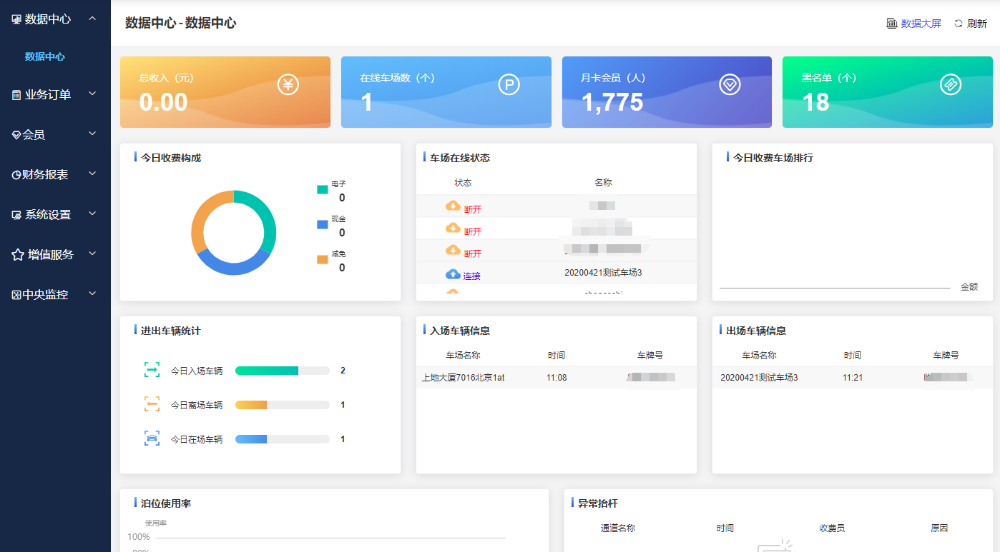 数据中心
数据中心
业务订单
会员
财务报表
系统设置
增值服务
中央监控
数据中心 - 数据中心
数据大屏
刷新
总收入（元）
0.00
在线车场数（个）
1
月卡会员（人）
1,775
黑名单（个）
18
今日收费构成
电子
0
现金
0
减免
0
车场在线状态
状态 名称
断开
断开
断开
连接 20200421测试车场3
今日收费车场排行
金额
进出车辆统计
今日入场车辆 2
今日离场车辆 1
今日在场车辆 1
入场车辆信息
车场名称 时间 车牌号
上地大厦7016北京1at 11:08
出场车辆信息
车场名称 时间 车牌号
20200421测试车场3 11:21
泊位使用率
使用率
100%
异常抬杆
通道名称 时间 收费员 原因